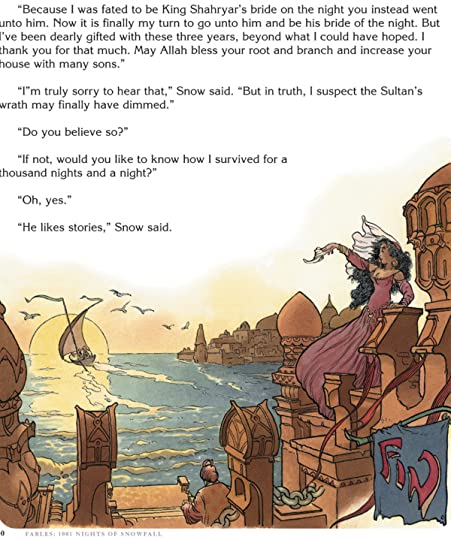 “Because I was fated to be King Shahryar’s bride on the night you instead went
unto him. Now it is finally my turn to go unto him and be his bride of the night. But
I’ve been dearly gifted with these three years, beyond what I could have hoped. I
thank you for that much. May Allah bless your root and branch and increase your
house with many sons.”
“I”m truly sorry to hear that,” Snow said. “But in truth, I suspect the Sultan’s
wrath may finally have dimmed.”
“Do you believe so?”
“If not, would you like to know how I survived for a
thousand nights and a night?”
“Oh, yes.”
“He likes stories,” Snow said.
FIN
0 FABLES: 1001 NIGHTS OF SNOWFALL